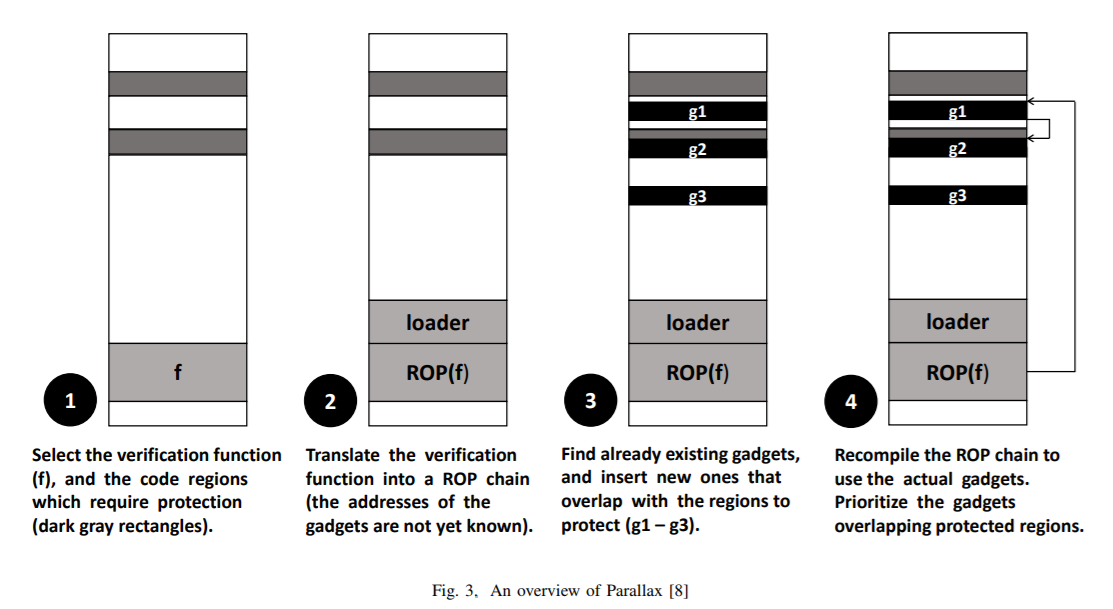 g1
g1
g2
g2
g3
g3
loader
loader
loader
f
ROP(f)
ROP(f)
ROP(f)
1
2
3
4
Select the verification function
(f), and the code regions
which require protection
(dark gray rectangles).
Translate the verification
function into a ROP chain
(the addresses of the
gadgets are not yet known).
Find already existing gadgets,
and insert new ones that
overlap with the regions to
protect (g1 – g3).
Recompile the ROP chain to
use the actual gadgets.
Prioritize the gadgets
overlapping protected regions.
Fig. 3, An overview of Parallax [8]